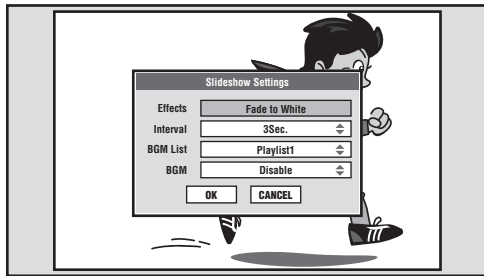 Slideshow Settings
Effects Fade to White
Interval 3Sec.
BGM List Playlist1
BGM Disable
OK CANCEL